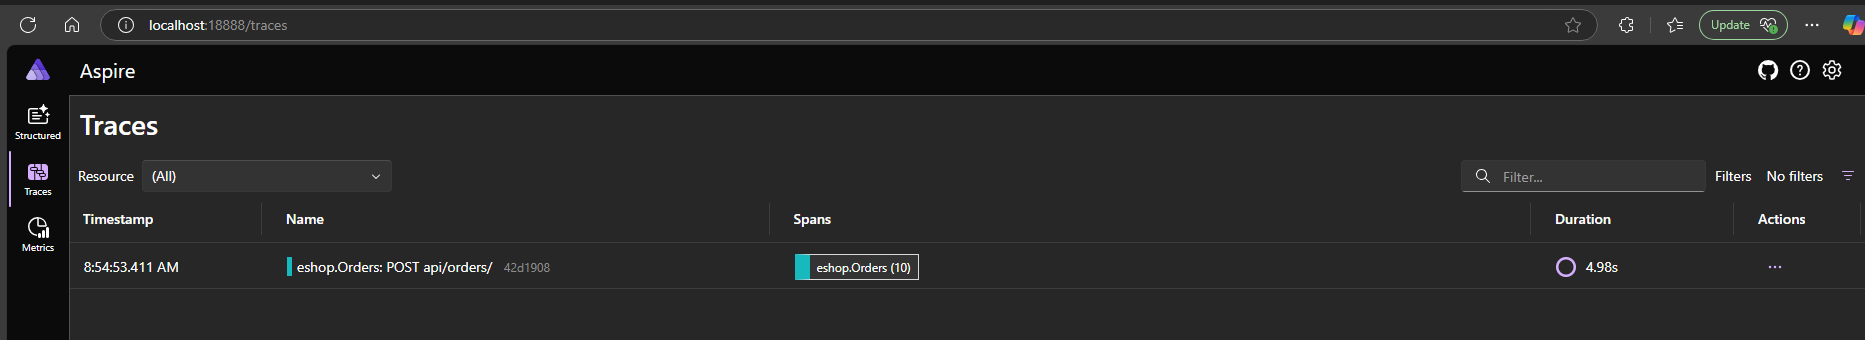 localhost:18888/traces
Update
Aspire
Structured
Traces
Metrics
Traces
Resource (All) Filter... Filters No filters
Timestamp Name Spans Duration Actions
8:54:53.411 AM eshop.Orders: POST api/orders/ 42d1908 eshop.Orders (10) 4.98s